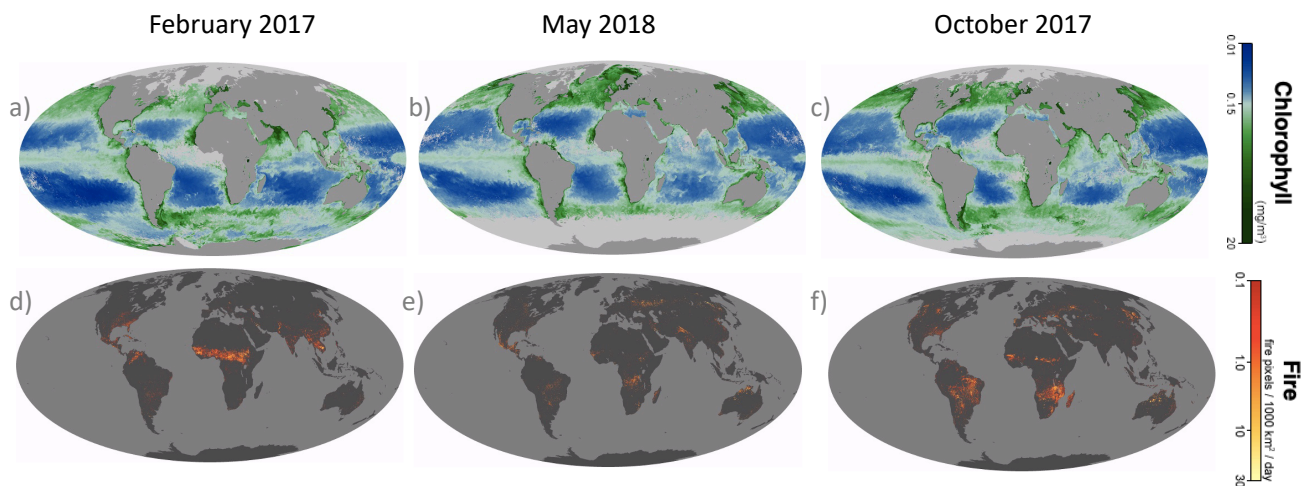 February 2017
May 2018
October 2017
a)
b)
c)
0.01
0.15
20
Chlorophyll
(mg/m³)
d)
e)
f)
0.1
1.0
10
30
Fire
fire pixels / 1000 km² / day